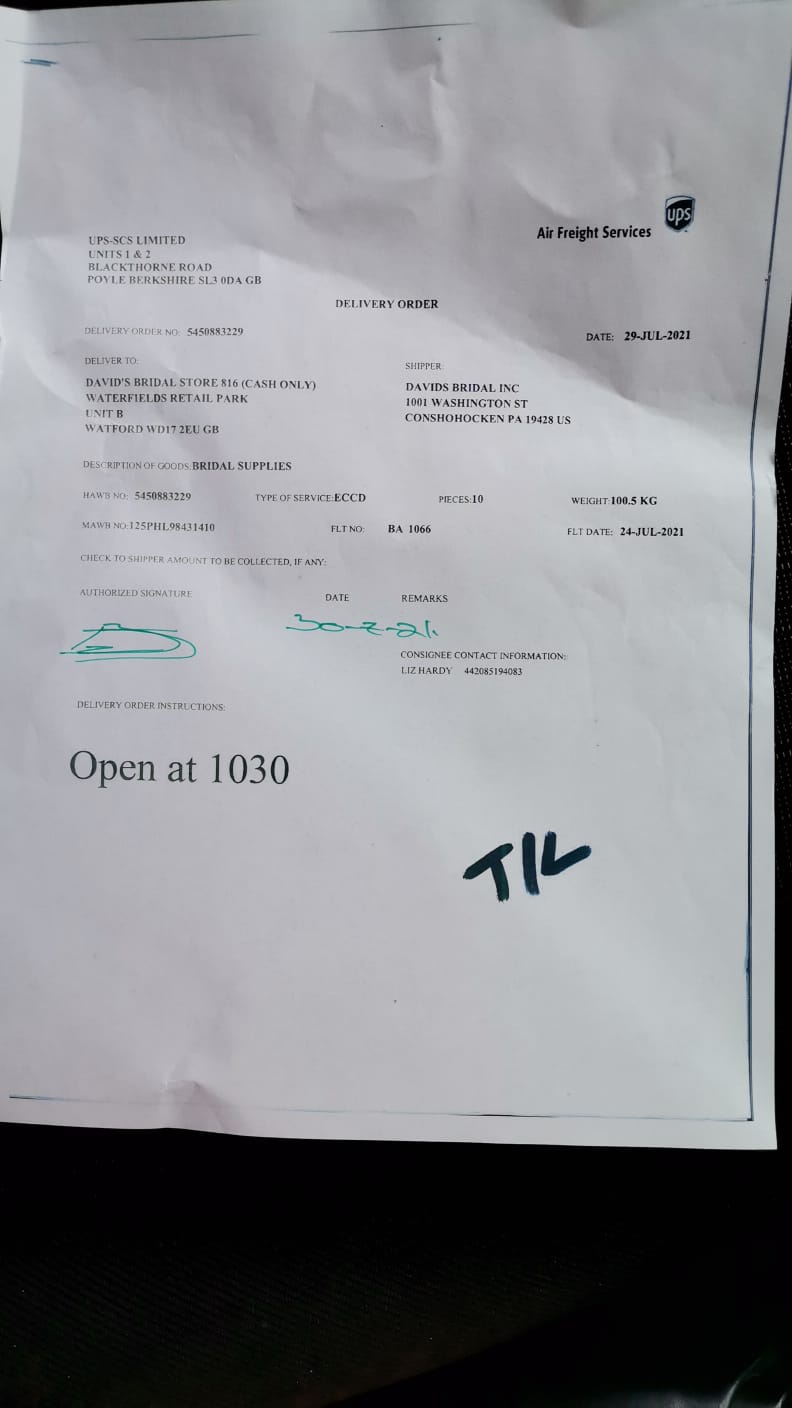 ups
Air Freight Services
UPS-SCS LIMITED
UNITS 1 & 2
BLACKTHORNE ROAD
POYLE BERKSHIRE SL3 0DA GB
DELIVERY ORDER
DELIVERY ORDER NO: 5450883229
DATE: 29-JUL-2021
DELIVER TO:
DAVID'S BRIDAL STORE 816 (CASH ONLY)
WATERFIELDS RETAIL PARK
UNIT B
WATFORD WD17 2EU GB
SHIPPER:
DAVIDS BRIDAL INC
1001 WASHINGTON ST
CONSHOHOCKEN PA 19428 US
DESCRIPTION OF GOODS: BRIDAL SUPPLIES
HAWB NO: 5450883229 TYPE OF SERVICE:ECCD PIECES:10 WEIGHT:100.5 KG
MAWB NO:125PHL98431410 FLT NO: BA 1066 FLT DATE: 24-JUL-2021
CHECK TO SHIPPER AMOUNT TO BE COLLECTED, IF ANY:
AUTHORIZED SIGNATURE DATE REMARKS
30-7-21.
CONSIGNEE CONTACT INFORMATION:
LIZ HARDY 442085194083
DELIVERY ORDER INSTRUCTIONS:
Open at 1030
T/L